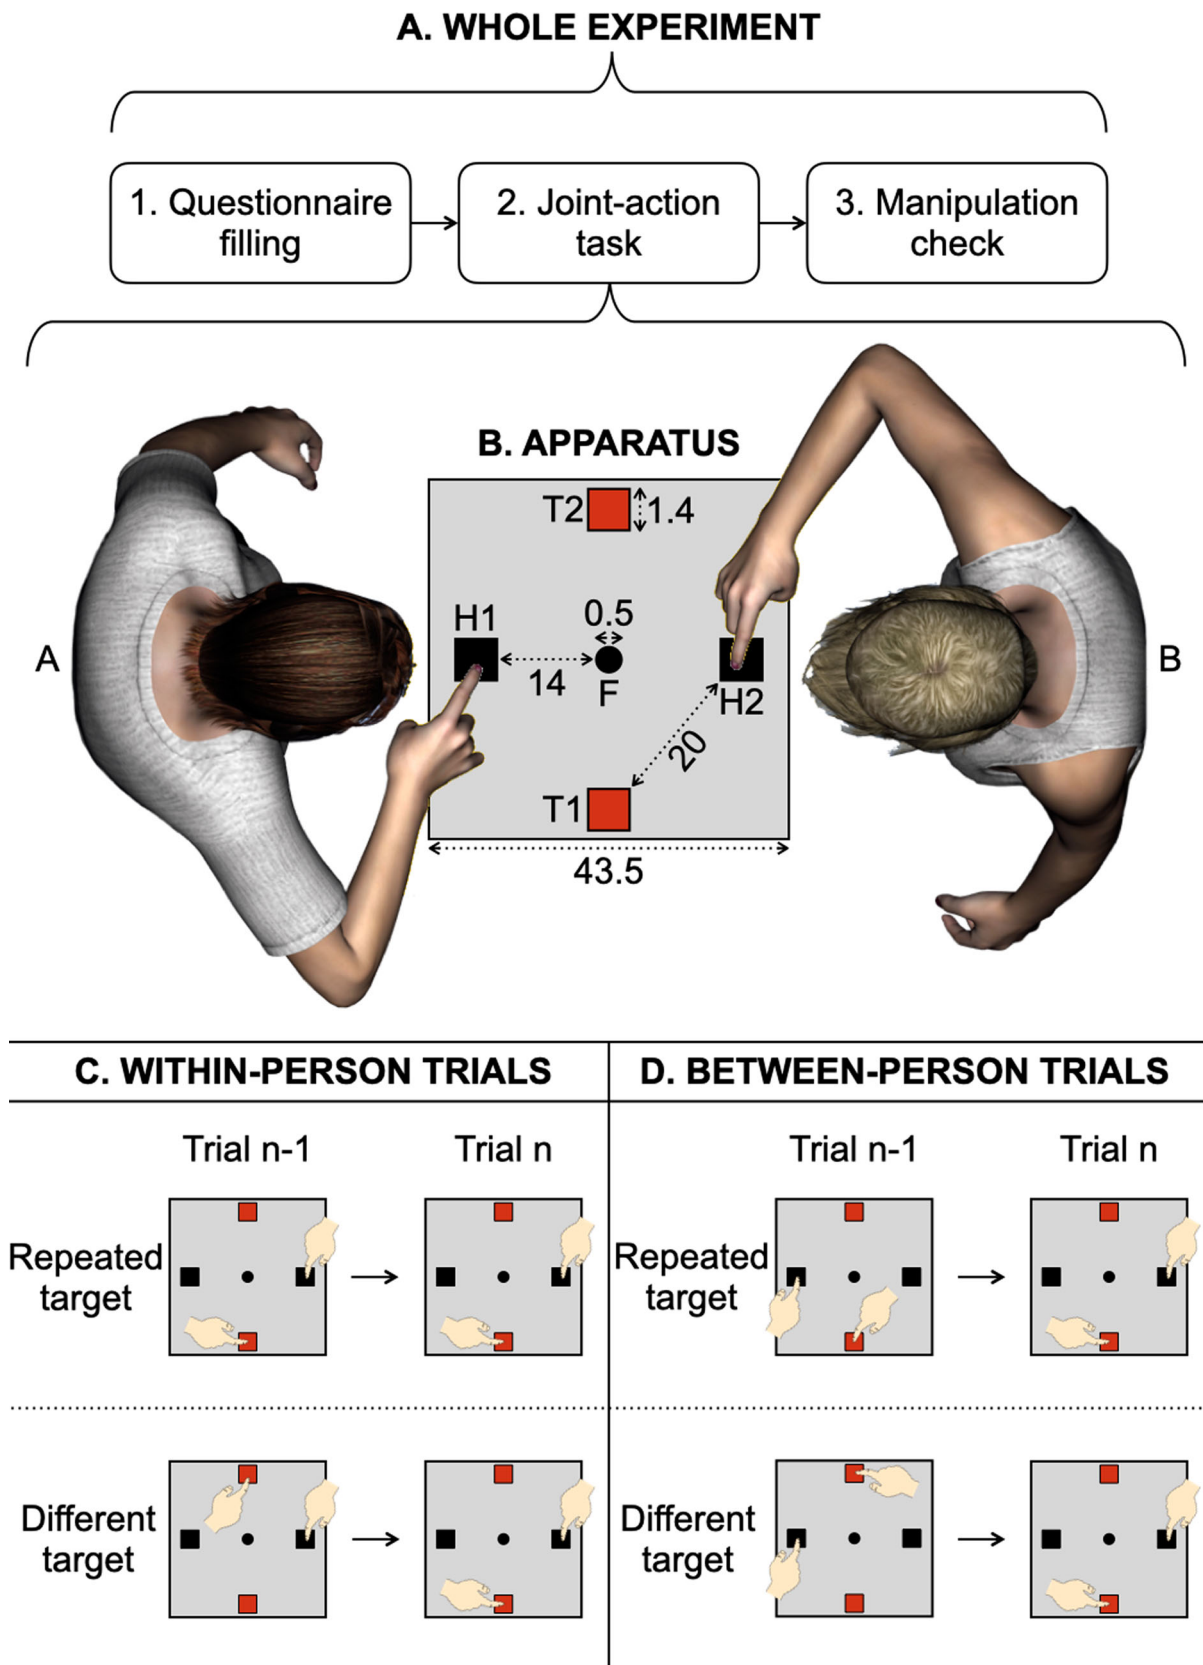 A. WHOLE EXPERIMENT
1. Questionnaire
filling
2. Joint-action
task
3. Manipulation
check
B. APPARATUS
T2
1.4
H1
0.5
A
14
F
H2
B
20
T1
43.5
C. WITHIN-PERSON TRIALS
D. BETWEEN-PERSON TRIALS
Trial n-1
Trial n
Trial n-1
Trial n
Repeated
target
Repeated
target
Different
target
Different
target